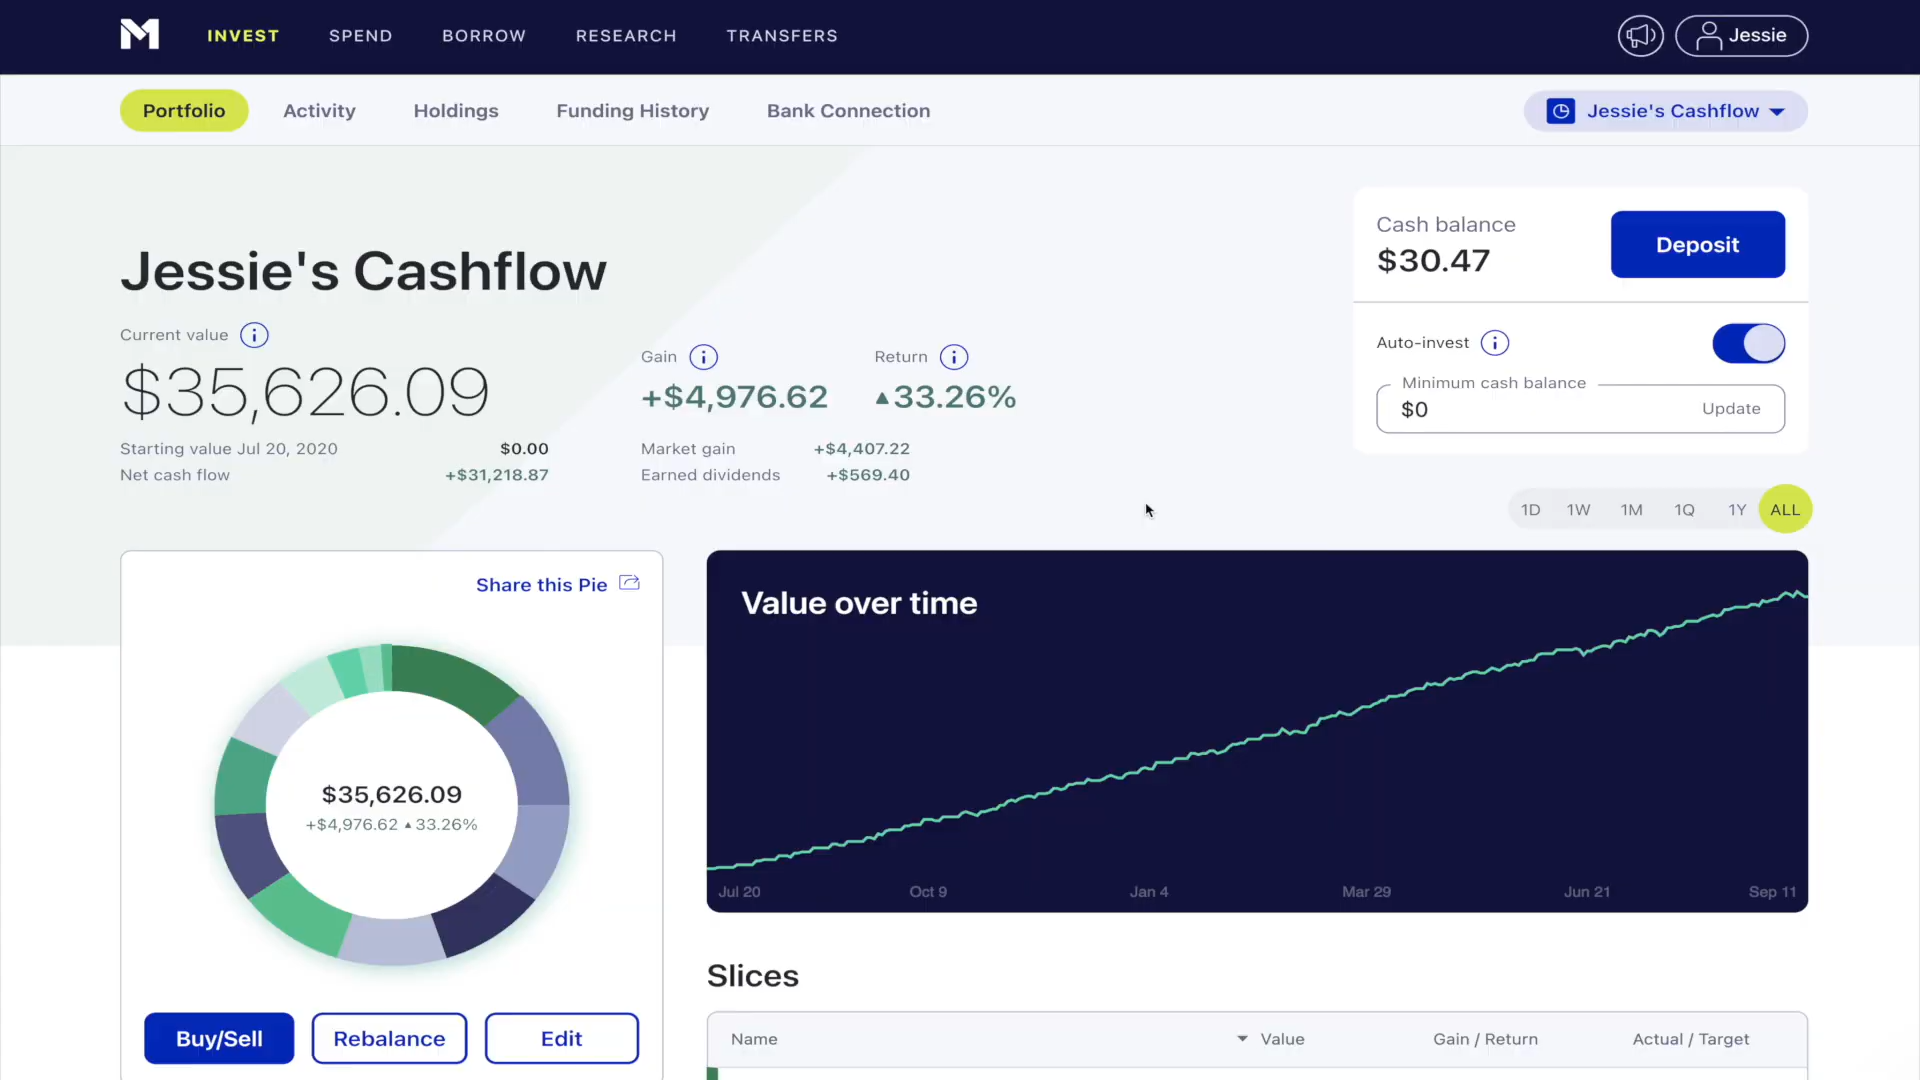 INVEST SPEND BORROW RESEARCH TRANSFERS Jessie
Portfolio Activity Holdings Funding History Bank Connection Jessie's Cashflow
Cash balance
$30.47
Deposit
Jessie's Cashflow
Current value
$35,626.09
Gain Return
+$4,976.62 ▲33.26%
Auto-invest
Minimum cash balance
$0 Update
Starting value Jul 20, 2020 $0.00
Net cash flow +$31,218.87
Market gain +$4,407.22
Earned dividends +$569.40
1D 1W 1M 1Q 1Y ALL
Share this Pie
$35,626.09
+$4,976.62 ▲33.26%
Buy/Sell Rebalance Edit
Value over time
Jul 20 Oct 9 Jan 4 Mar 29 Jun 21 Sep 11
Slices
Name Value Gain / Return Actual / Target